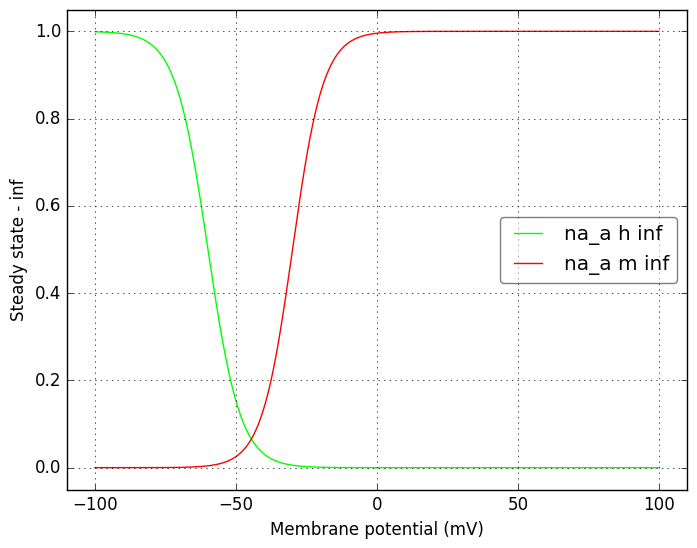 1.0
0.8
0.6
0.4
0.2
0.0
Steady state - inf
na_a h inf
na_a m inf
−100
−50
0
50
100
Membrane potential (mV)